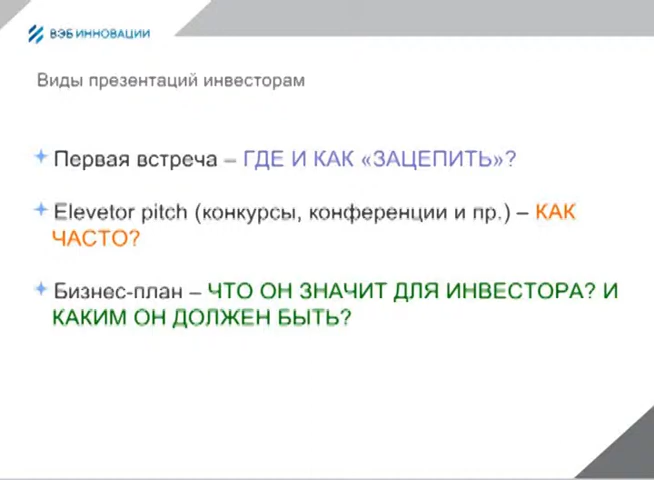 ВЭБ ИННОВАЦИИ
Виды презентаций инвесторам
Первая встреча – ГДЕ И КАК «ЗАЦЕПИТЬ»?
Elevetor pitch (конкурсы, конференции и пр.) – КАК
ЧАСТО?
Бизнес-план – ЧТО ОН ЗНАЧИТ ДЛЯ ИНВЕСТОРА? И
КАКИМ ОН ДОЛЖЕН БЫТЬ?